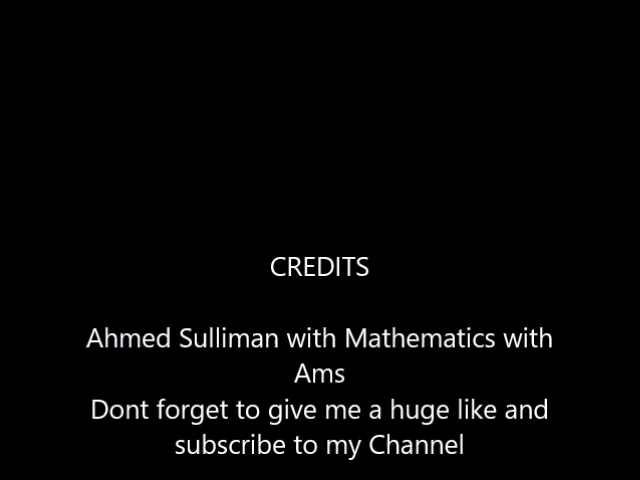 CREDITS
Ahmed Sulliman with Mathematics with
Ams
Dont forget to give me a huge like and
subscribe to my Channel